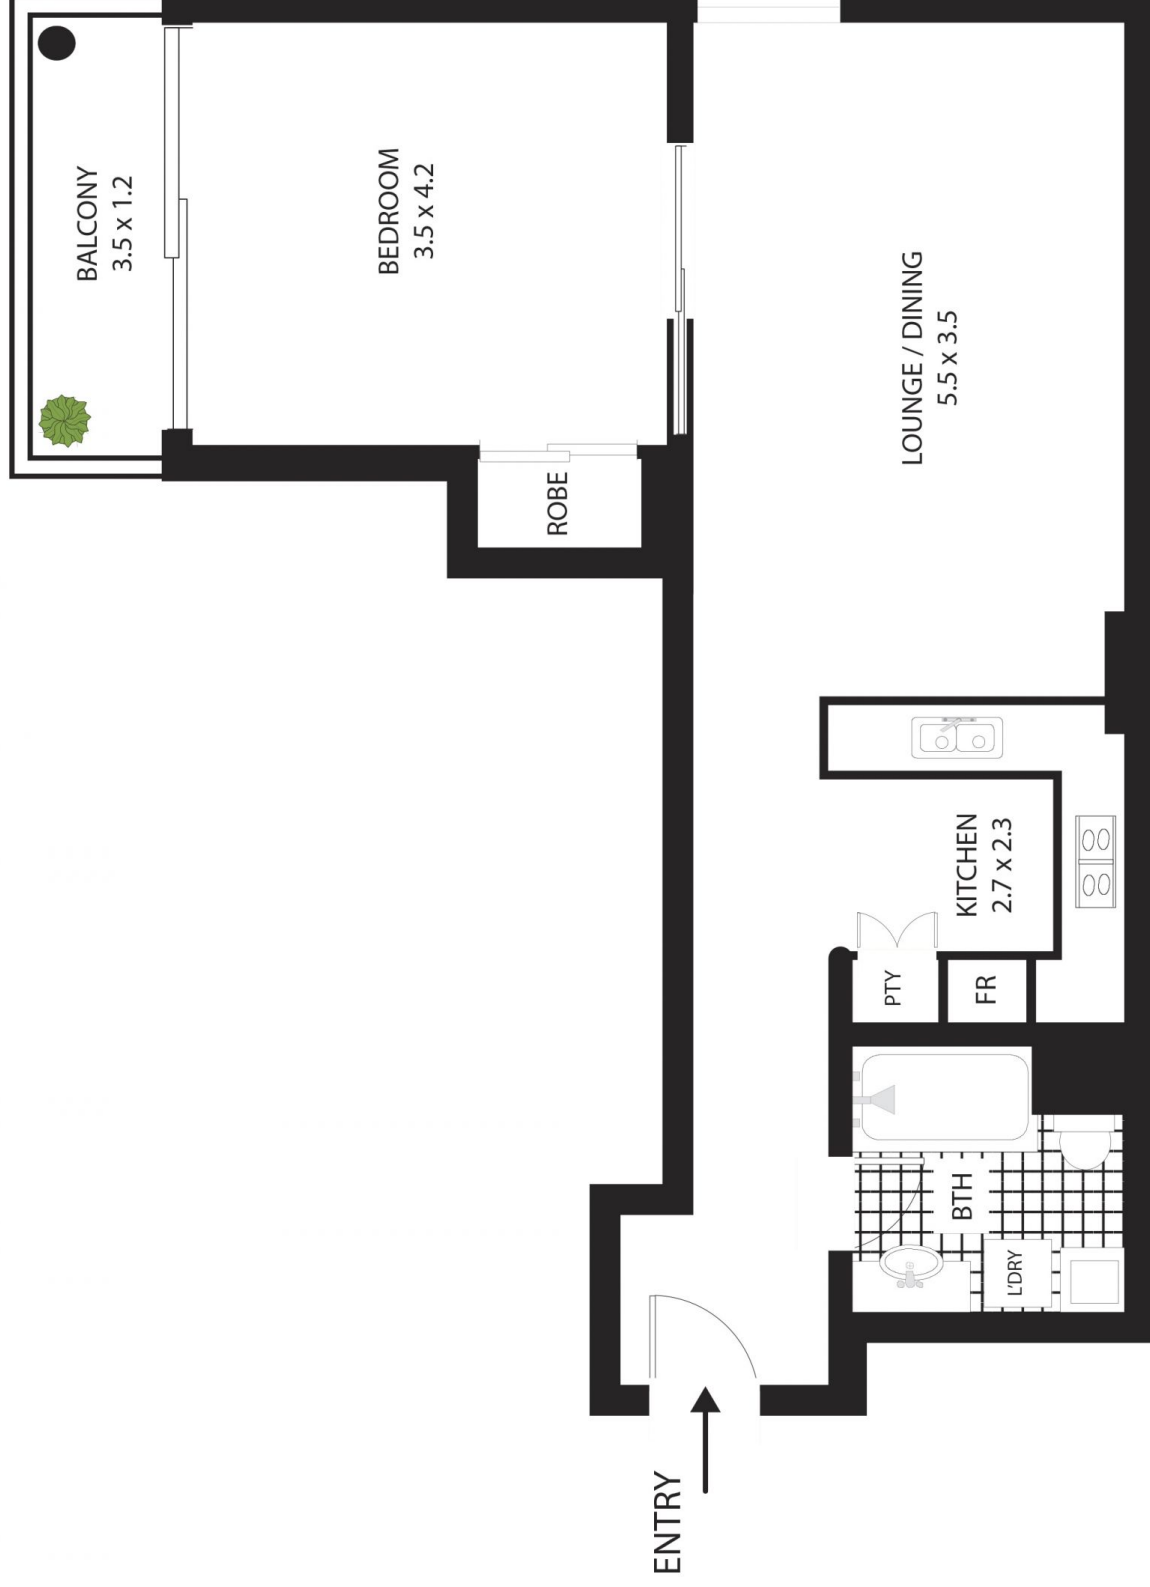 BALCONY
3.5 x 1.2
BEDROOM
3.5 x 4.2
ROBE
LOUNGE / DINING
5.5 x 3.5
KITCHEN
2.7 x 2.3
PTY
FR
BTH
L'DRY
ENTRY